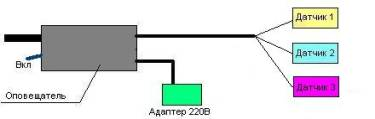 Датчик 1
Датчик 2
Вкл
Датчик 3
Оповещатель
Адаптер 220В